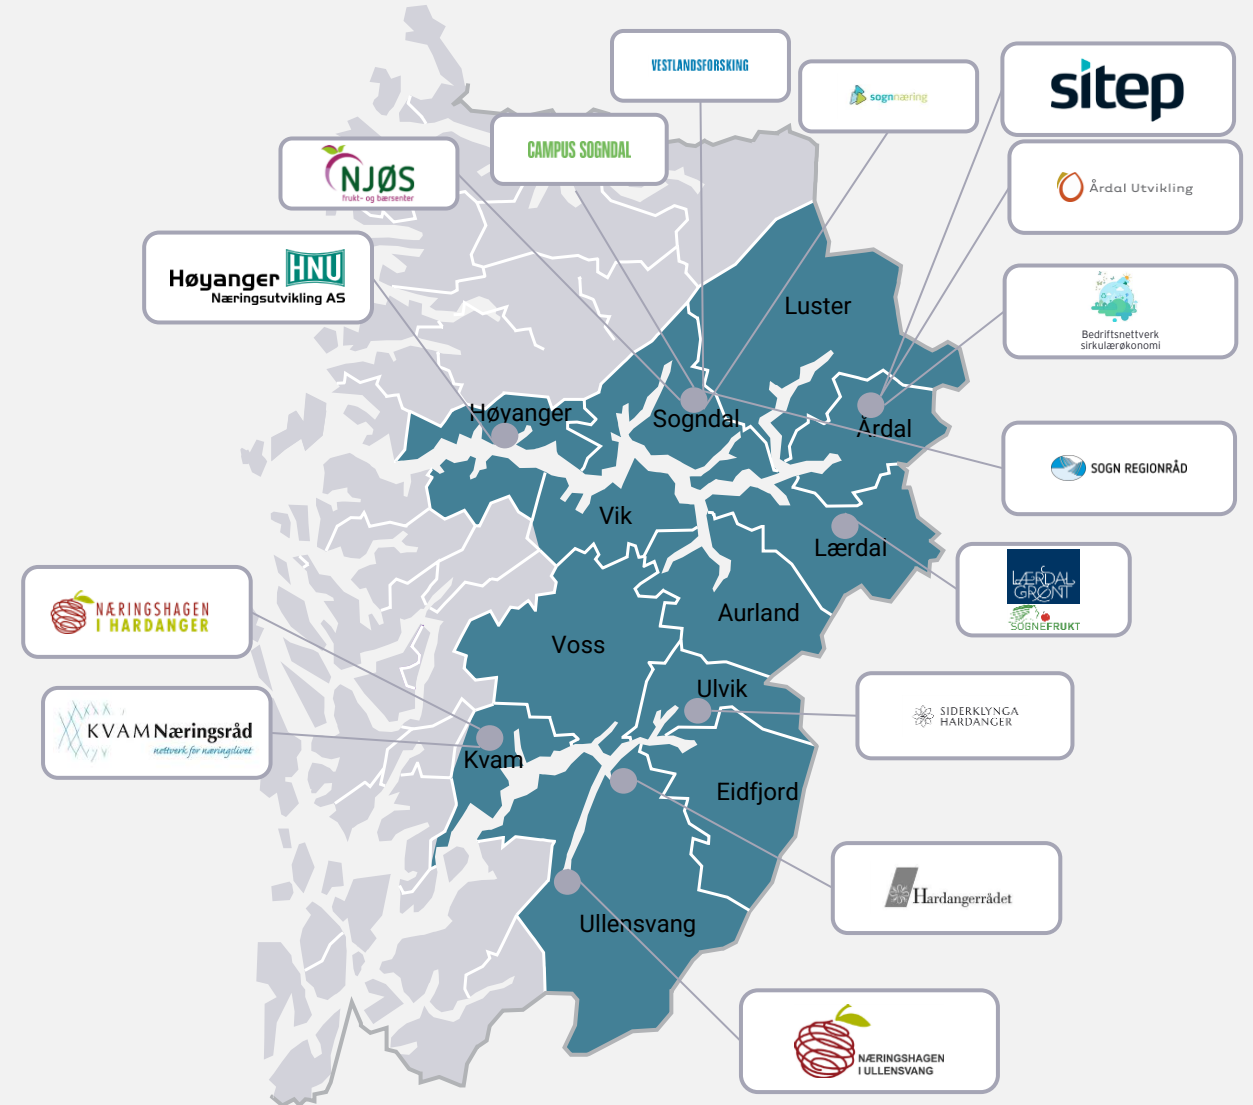 VESTLANDSFORSKING
sognnæring
sitep
CAMPUS SOGNDAL
NJØS
frukt- og bærsenter
Årdal Utvikling
Høyanger HNU
Næringsutvikling AS
Bedriftsnettverk
sirkulærøkonomi
Luster
Høyanger
Sogndal
Årdal
SOGN REGIONRÅD
Vik
Lærdal
LÆRDAL
GRØNT
SOGNEFRUKT
NÆRINGSHAGEN
I HARDANGER
Aurland
Voss
Ulvik
SIDERKLYNGA
HARDANGER
KVAM Næringsråd
nettverk for næringslivet
Kvam
Eidfjord
Hardangerrådet
Ullensvang
NÆRINGSHAGEN
I ULLENSVANG